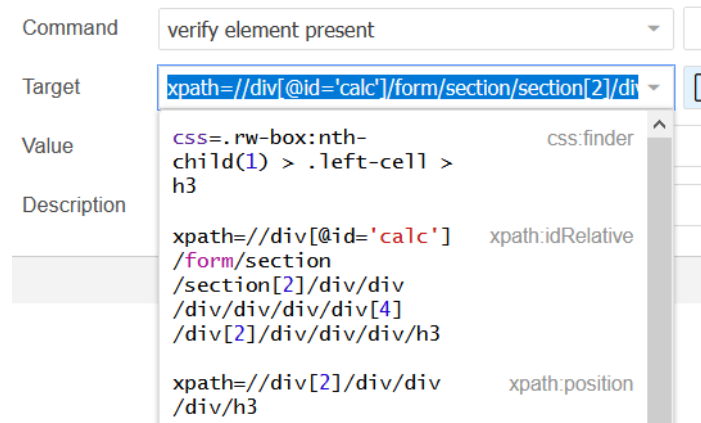 Command
verify element present
Target
xpath=//div[@id='calc']/form/section/section[2]/div
Value
css=.rw-box:nth-
child(1) > .left-cell >
h3
css:finder
Description
xpath=//div[@id='calc']
/form/section
/section[2]/div/div
/div/div/div/div[4]
/div[2]/div/div/div/h3
xpath:idRelative
xpath=//div[2]/div/div
/div/h3
xpath:position